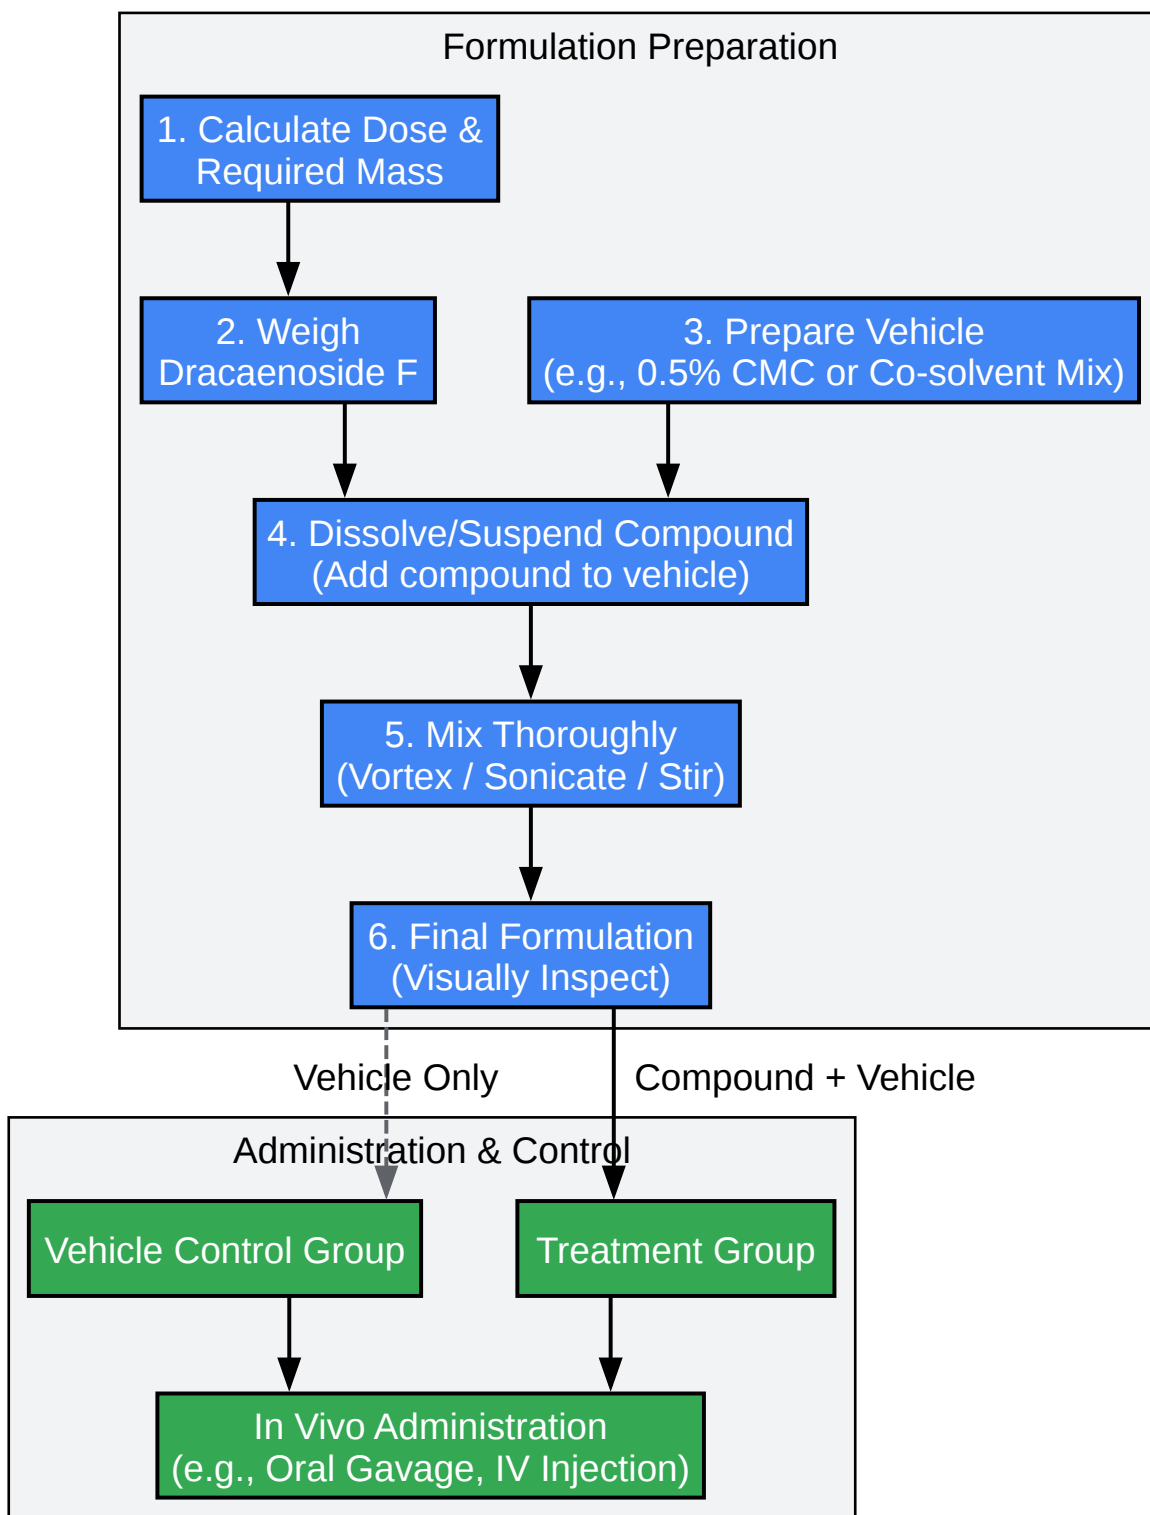 Formulation Preparation
1. Calculate Dose &
Required Mass
2. Weigh
Dracaenoside F
3. Prepare Vehicle
(e.g., 0.5% CMC or Co-solvent Mix)
4. Dissolve/Suspend Compound
(Add compound to vehicle)
5. Mix Thoroughly
(Vortex / Sonicate / Stir)
6. Final Formulation
(Visually Inspect)
Vehicle Only
Compound + Vehicle
Administration & Control
Vehicle Control Group
Treatment Group
In Vivo Administration
(e.g., Oral Gavage, IV Injection)